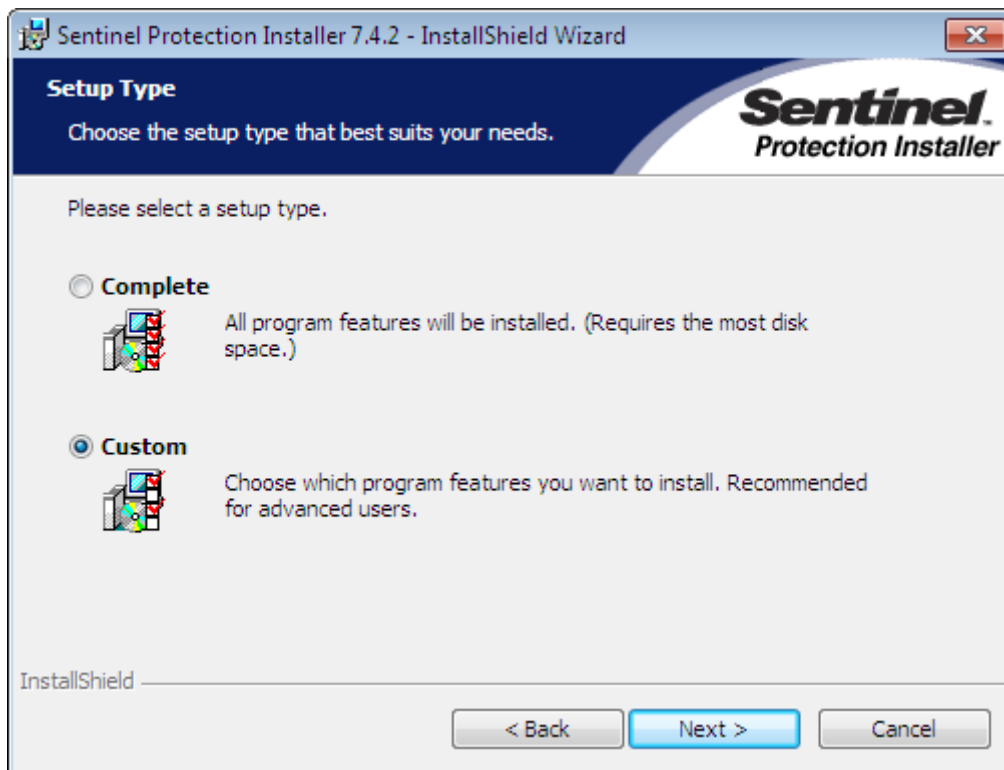 Sentinel Protection Installer 7.4.2 - InstallShield Wizard
Setup Type
Choose the setup type that best suits your needs.
Sentinel.
Protection Installer
Please select a setup type.
Complete
All program features will be installed. (Requires the most disk
space.)
Custom
Choose which program features you want to install. Recommended
for advanced users.
InstallShield
< Back
Next >
Cancel